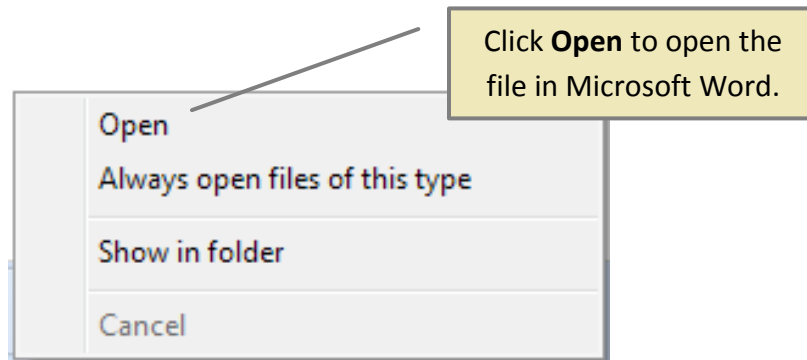 Click Open to open the
file in Microsoft Word.
Open
Always open files of this type
Show in folder
Cancel